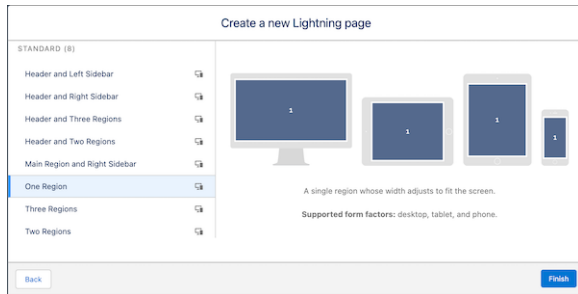 Create a new Lightning page
STANDARD (8)
Header and Left Sidebar
Header and Right Sidebar
Header and Three Regions
Header and Two Regions
Main Region and Right Sidebar
One Region
Three Regions
Two Regions
1
1
1
1
A single region whose width adjusts to fit the screen.
Supported form factors: desktop, tablet, and phone.
Back
Finish